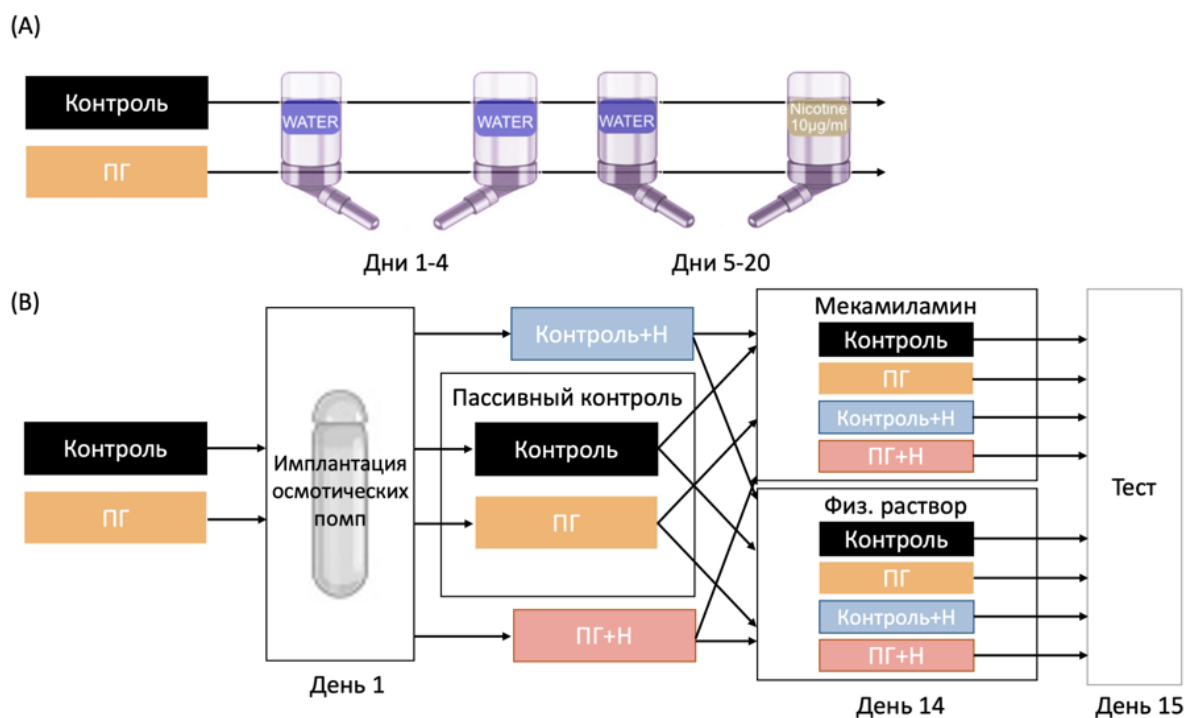 (A)
Контроль
ПГ
WATER
WATER
WATER
Nicotine
10µg/ml
Дни 1-4
Дни 5-20
(B)
Контроль
ПГ
Имплантация
осмотических
помп
День 1
Контроль+Н
Пассивный контроль
Контроль
ПГ
ПГ+Н
Мекамиламин
Контроль
ПГ
Контроль+Н
ПГ+Н
Физ. раствор
Контроль
ПГ
Контроль+Н
ПГ+Н
День 14
Тест
День 15